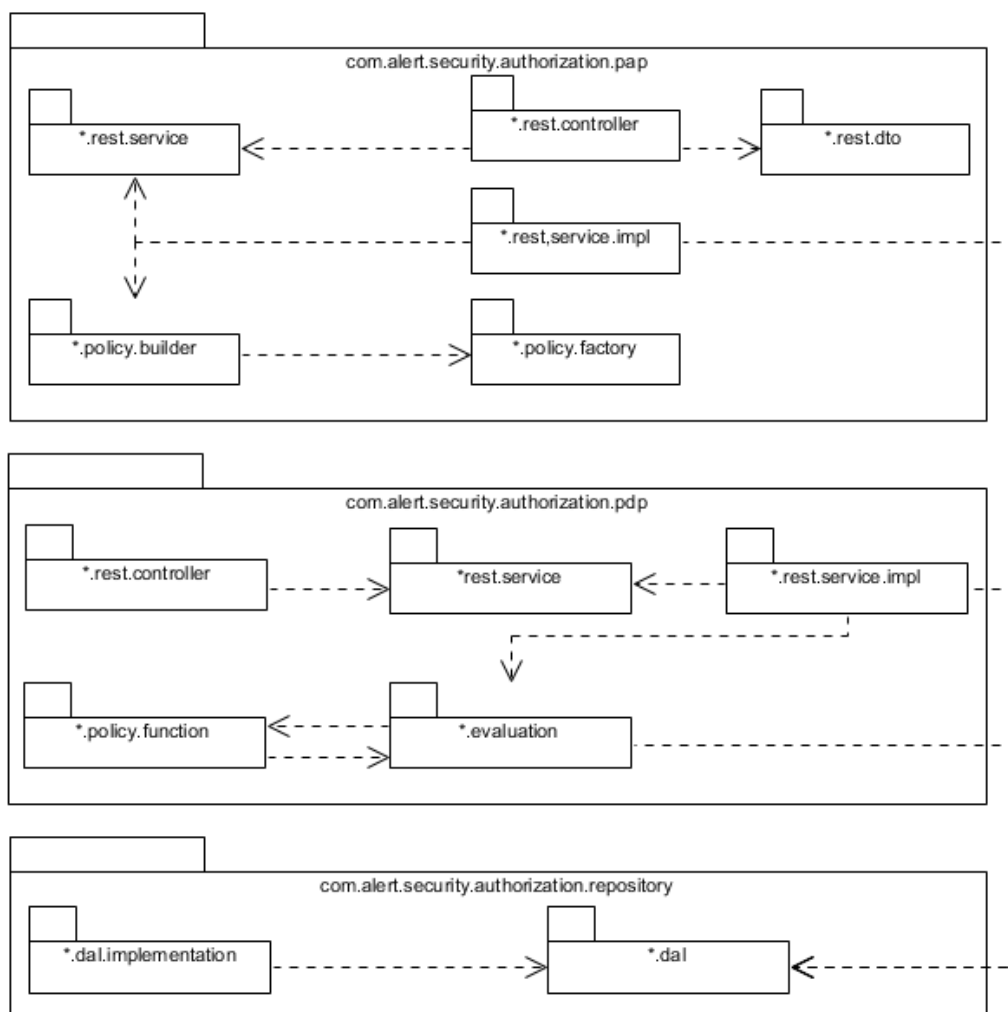 com.alert.security.authorization.pap
*.rest.service
*.rest.controller
*.rest.dto
*.rest,service.impl
*.policy.builder
*.policy.factory
com.alert.security.authorization.pdp
*.rest.controller
*rest.service
*.rest.service.impl
*.policy.function
*.evaluation
com.alert.security.authorization.repository
*.dal.implementation
*.dal